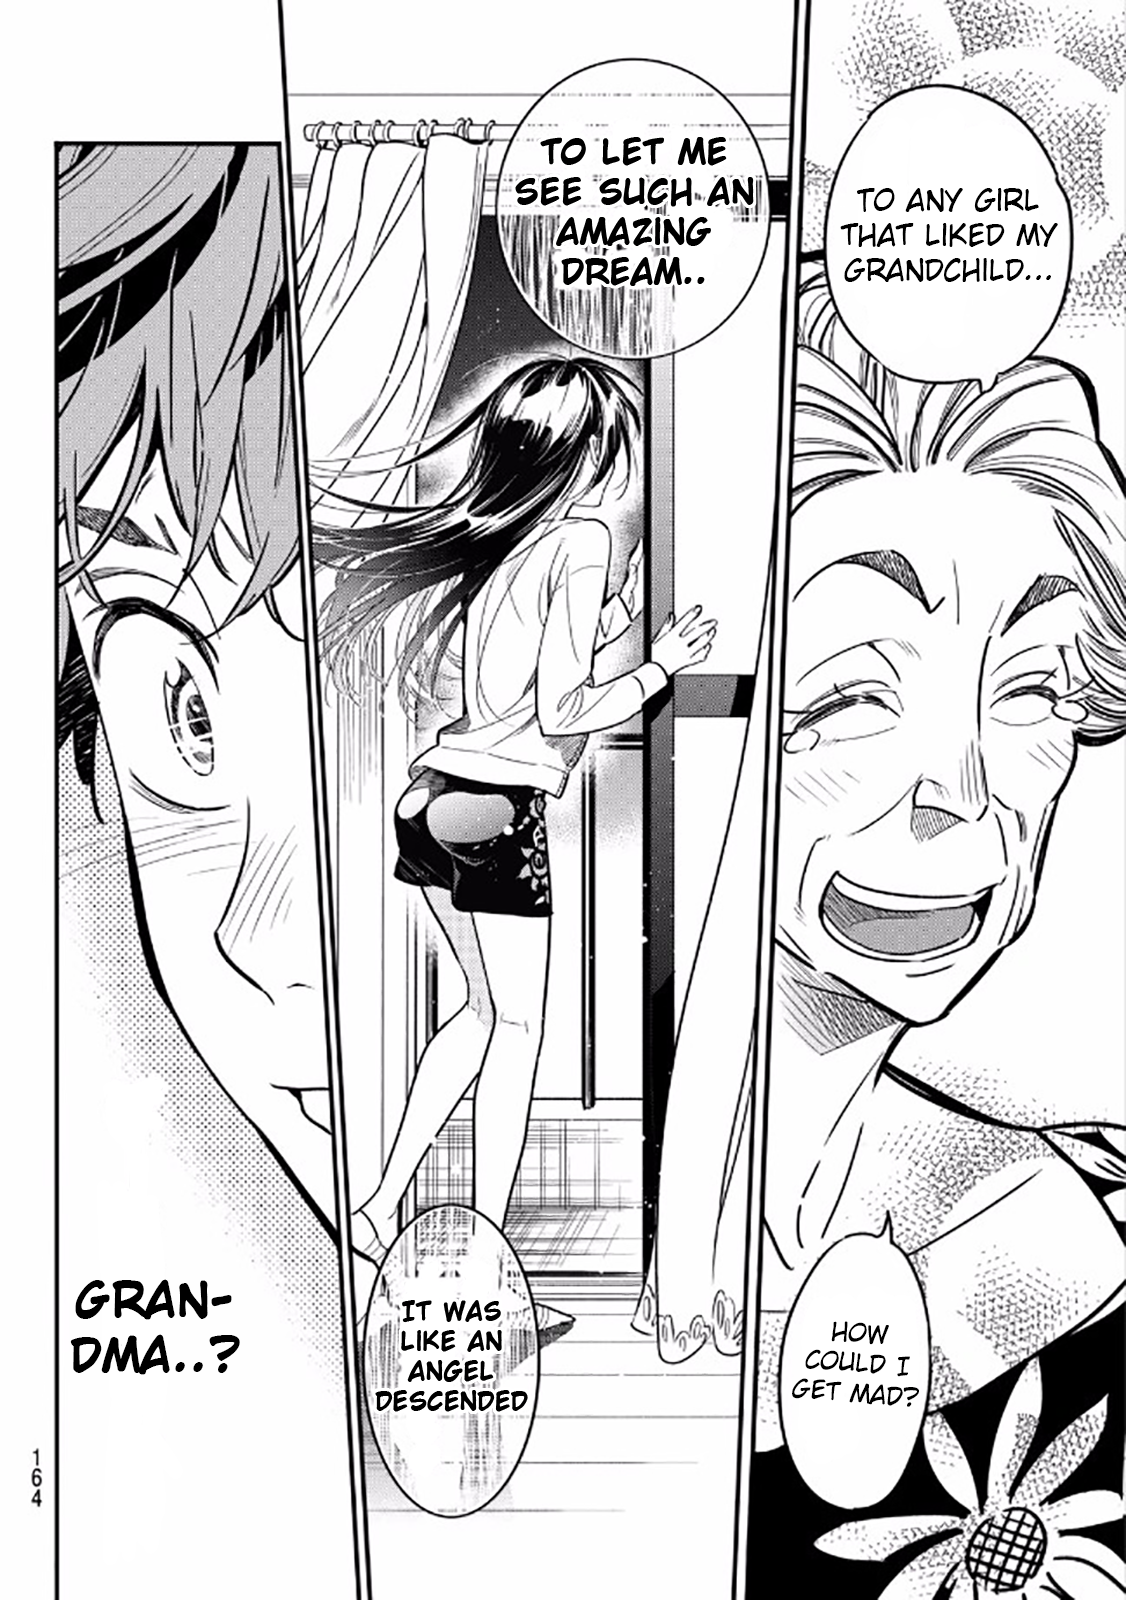 TO ANY GIRL
THAT LIKED MY
GRANDCHILD...
HOW
COULD I
GET MAD?
TO LET ME
SEE SUCH AN
AMAZING
DREAM..
IT WAS
LIKE AN
ANGEL
DESCENDED
GRAN-
DMA..?
164